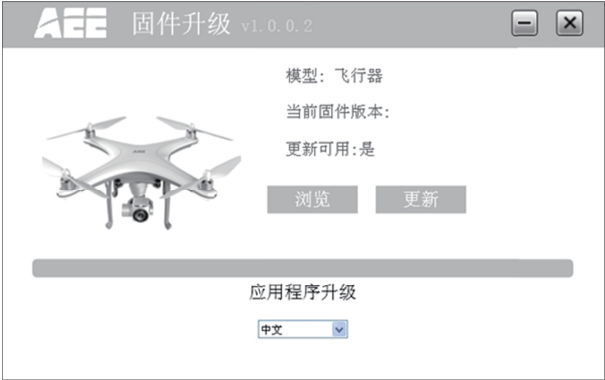 AEE 固件升级 v1.0.0.2
模型: 飞行器
当前固件版本:
更新可用:是
AEE
浏览 更新
应用程序升级
中文